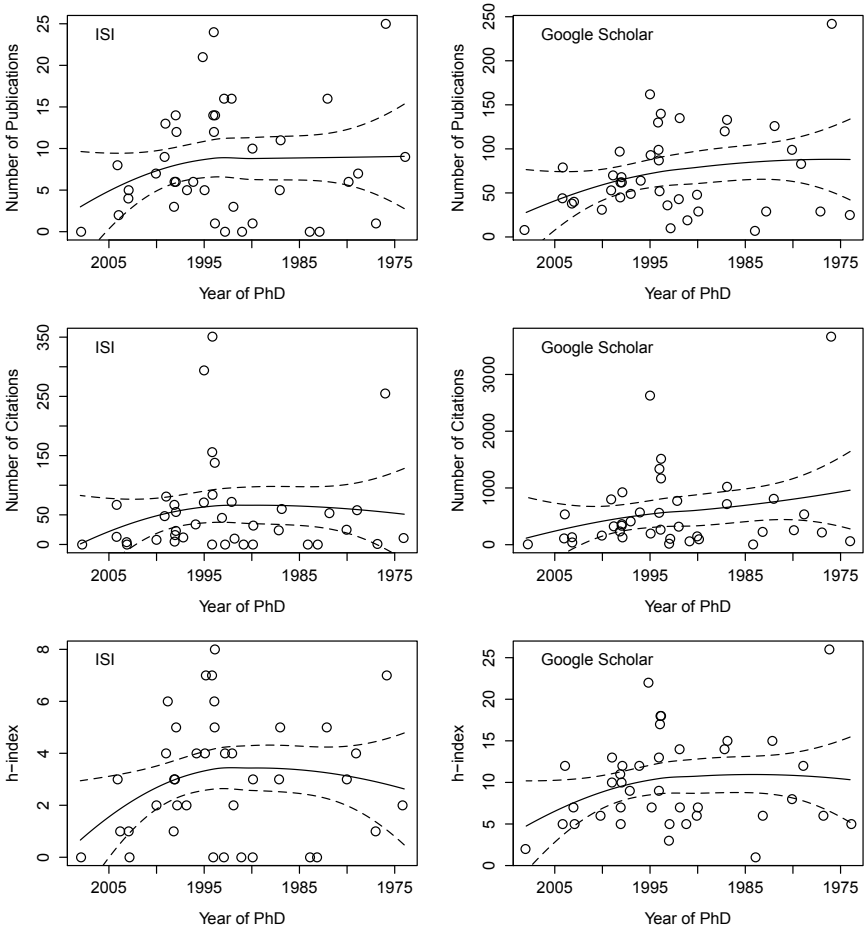 ISI
Number of Publications
25
20
15
10
5
0
2005 1995 1985 1975
Year of PhD
Google Scholar
Number of Publications
250
200
150
100
50
0
2005 1995 1985 1975
Year of PhD
ISI
Number of Citations
350
250
150
50
0
2005 1995 1985 1975
Year of PhD
Google Scholar
Number of Citations
3000
2000
1000
0
2005 1995 1985 1975
Year of PhD
ISI
h−index
8
6
4
2
0
2005 1995 1985 1975
Year of PhD
Google Scholar
h−index
25
20
15
10
5
0
2005 1995 1985 1975
Year of PhD